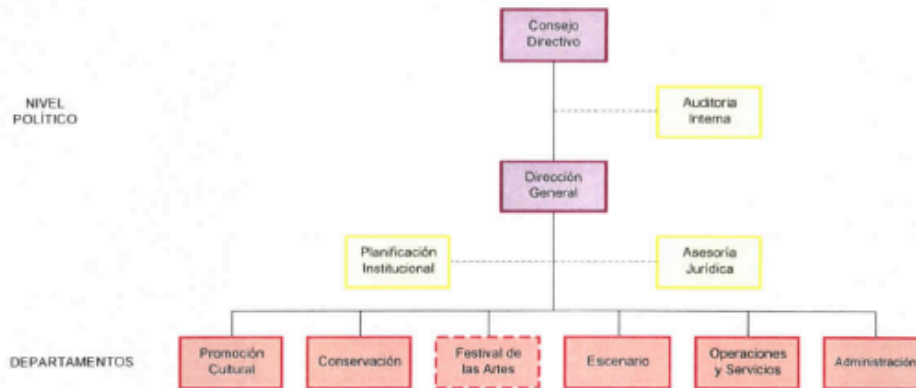 Consejo
Directivo
NIVEL
POLÍTICO
Auditoría
Interna
Dirección
General
Planificación
Institucional
Asesoría
Jurídica
DEPARTAMENTOS
Promoción
Cultural
Conservación
Festival de
las Artes
Escenario
Operaciones
y Servicios
Administración